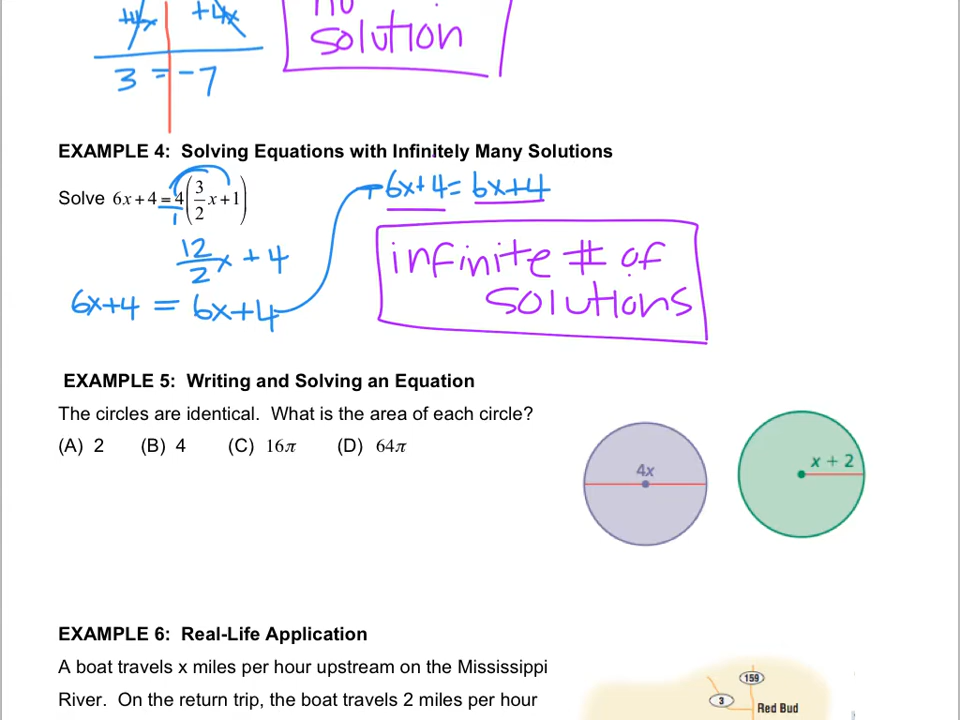 +4x +4x
no
solution
3 = -7
EXAMPLE 4: Solving Equations with Infinitely Many Solutions
Solve 6x + 4 = 4(3/2 x + 1)
1
6x+4 = 6x+4
12/2 x + 4
infinite # of
solutions
6x+4 = 6x+4
EXAMPLE 5: Writing and Solving an Equation
The circles are identical. What is the area of each circle?
(A) 2 (B) 4 (C) 16π (D) 64π
4x
x + 2
EXAMPLE 6: Real-Life Application
A boat travels x miles per hour upstream on the Mississippi
River. On the return trip, the boat travels 2 miles per hour
159
3
Red Bud